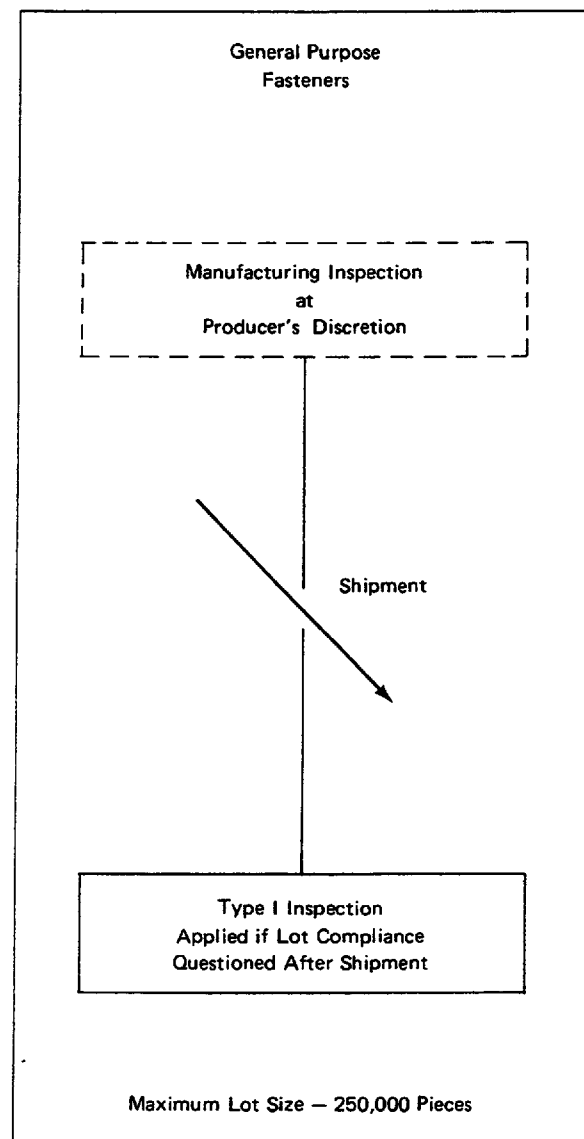 General Purpose
Fasteners
Manufacturing Inspection
at
Producer's Discretion
Shipment
Type I Inspection
Applied if Lot Compliance
Questioned After Shipment
Maximum Lot Size — 250,000 Pieces